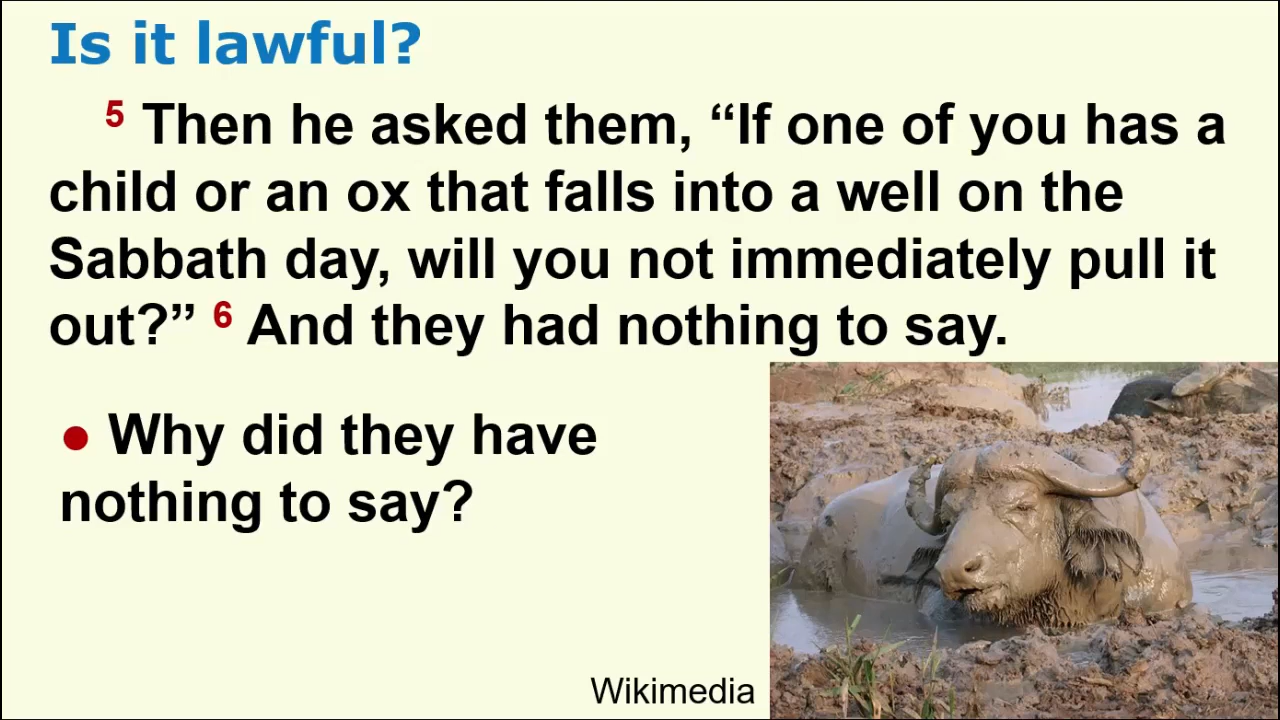 Is it lawful?
5 Then he asked them, “If one of you has a
child or an ox that falls into a well on the
Sabbath day, will you not immediately pull it
out?” 6 And they had nothing to say.
● Why did they have
nothing to say?
Wikimedia